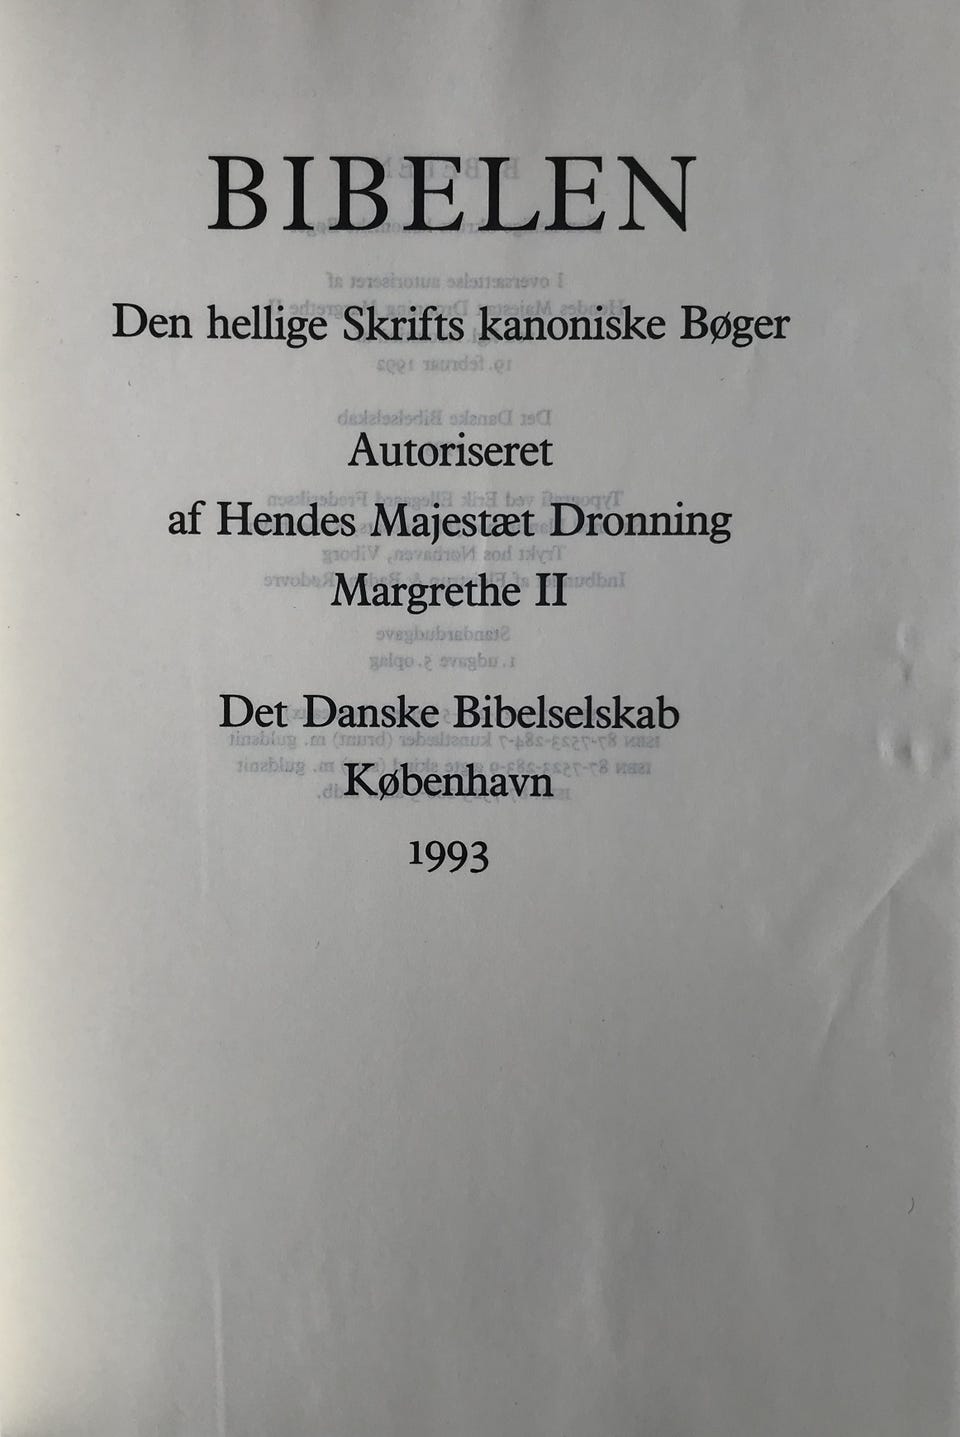 BIBELEN
Den hellige Skrifts kanoniske Bøger
Autoriseret
af Hendes Majestæt Dronning
Margrethe II
Det Danske Bibelselskab
København
1993